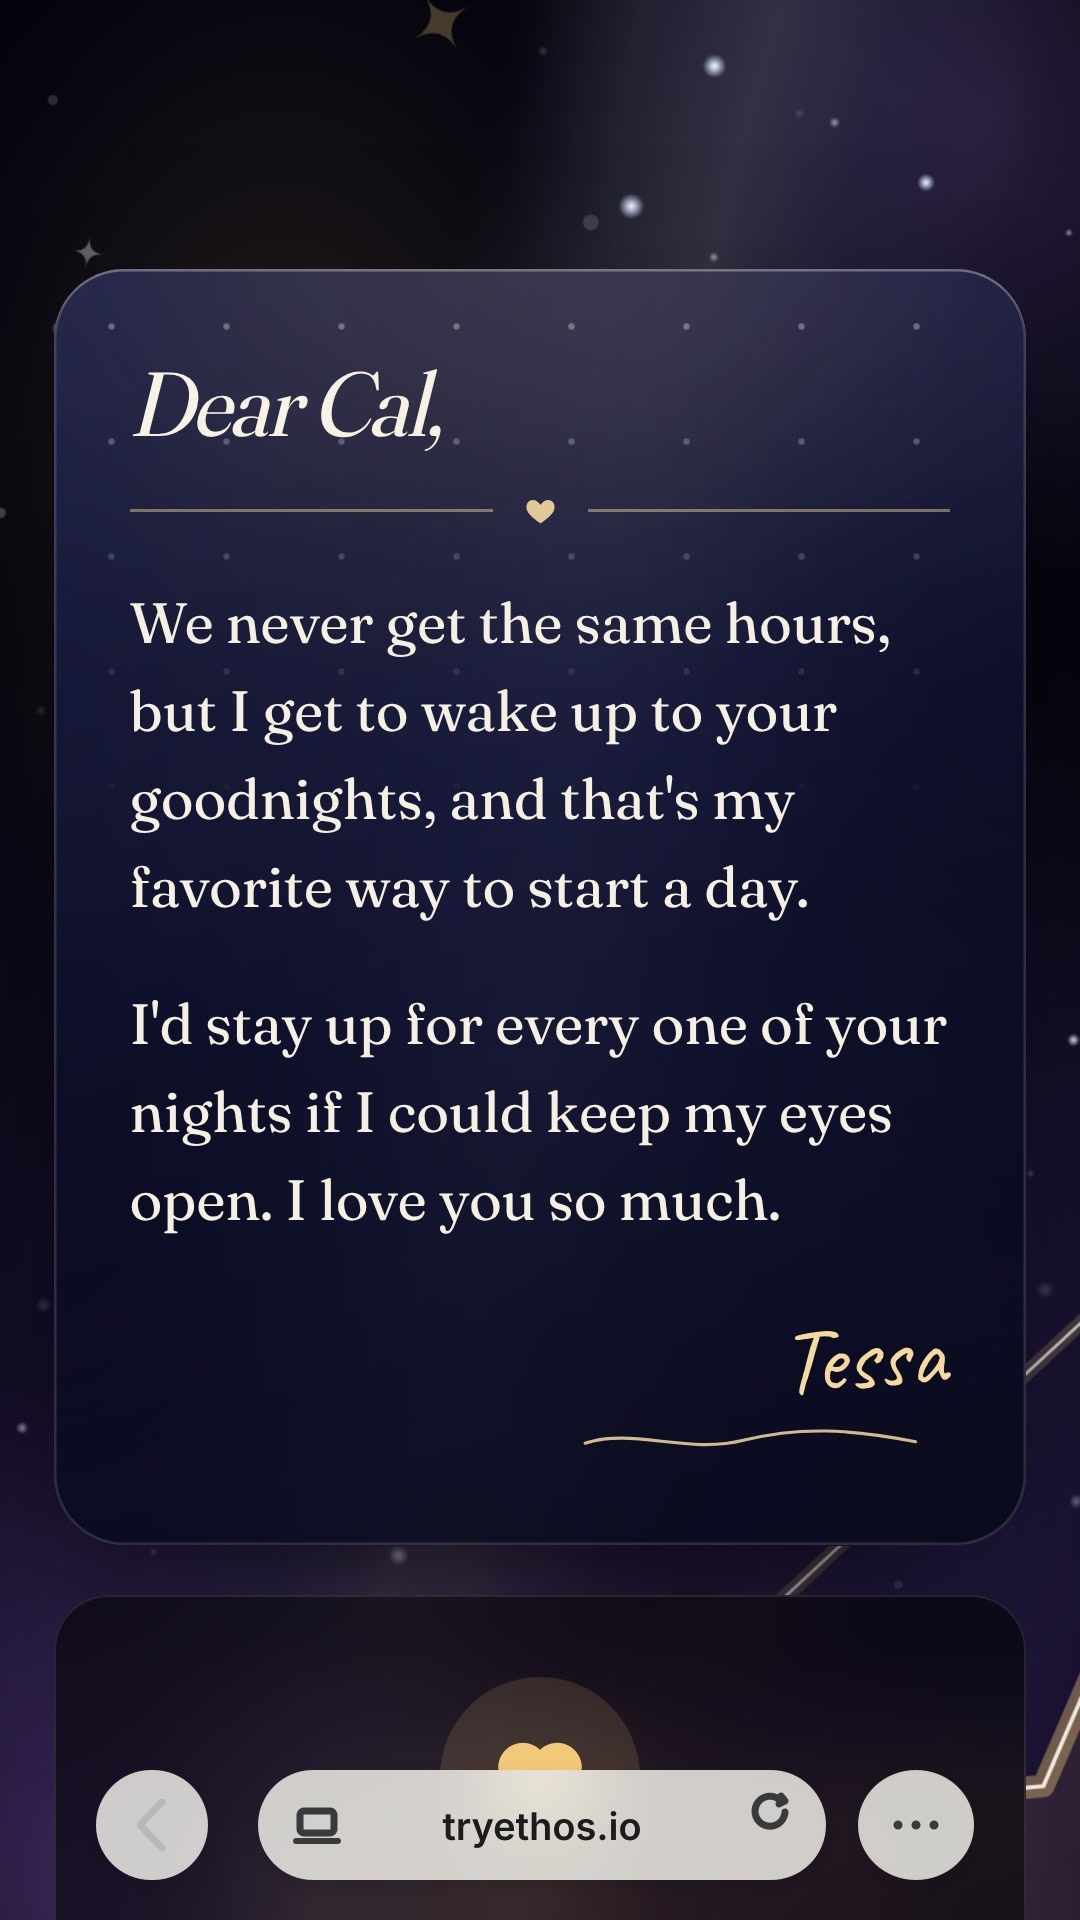 Dear Cal,
We never get the same hours,
but I get to wake up to your
goodnights, and that's my
favorite way to start a day.
I'd stay up for every one of your
nights if I could keep my eyes
open. I love you so much.
Tessa
tryethos.io